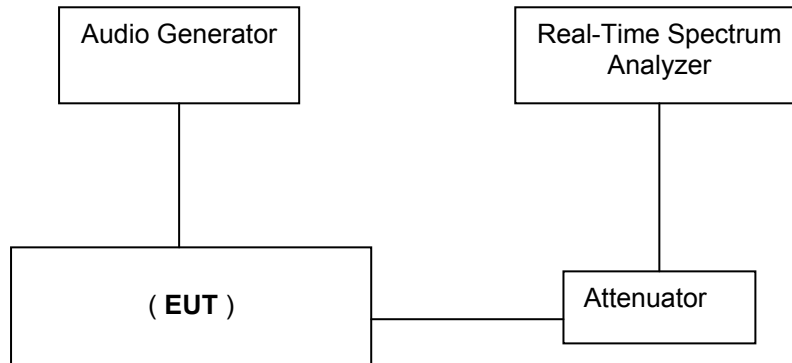 Audio Generator
Real-Time Spectrum
Analyzer
( EUT )
Attenuator